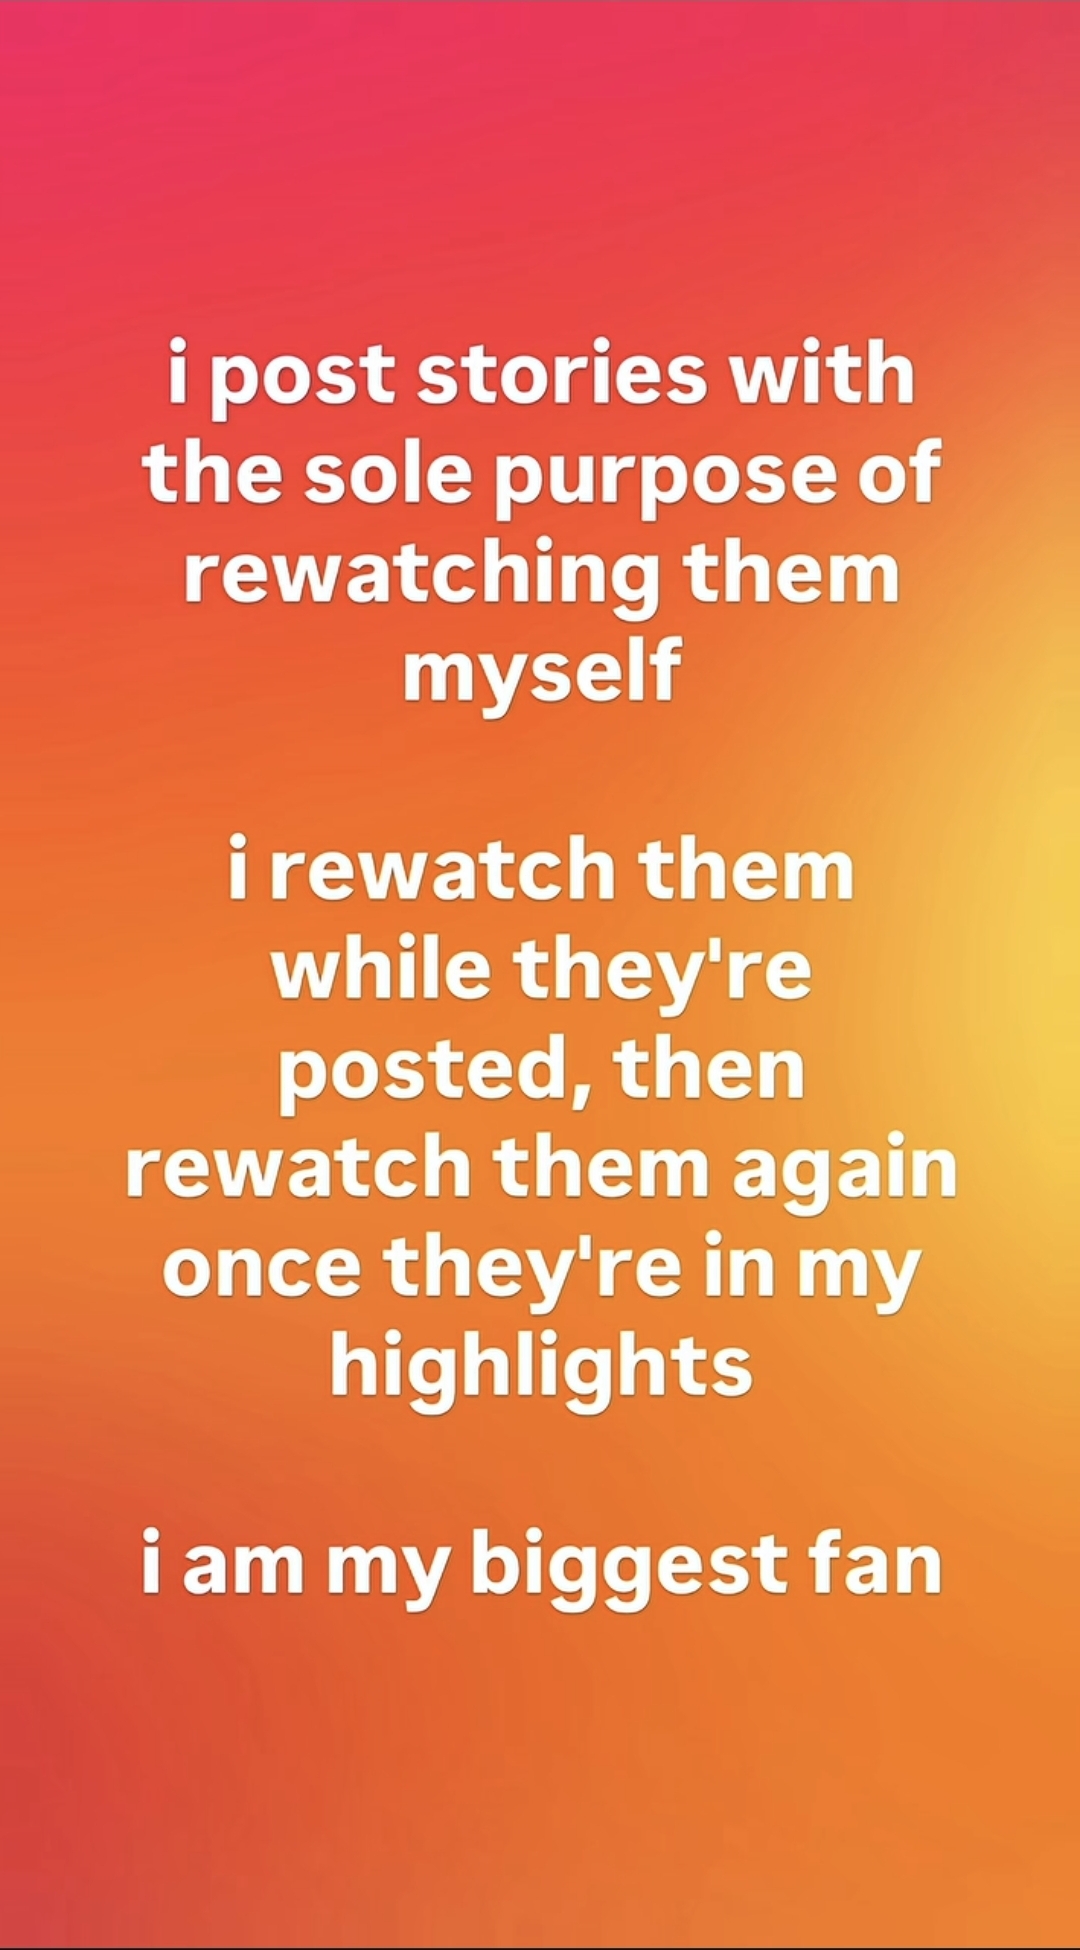 i post stories with
the sole purpose of
rewatching them
myself
i rewatch them
while they're
posted, then
rewatch them again
once they're in my
highlights
i am my biggest fan